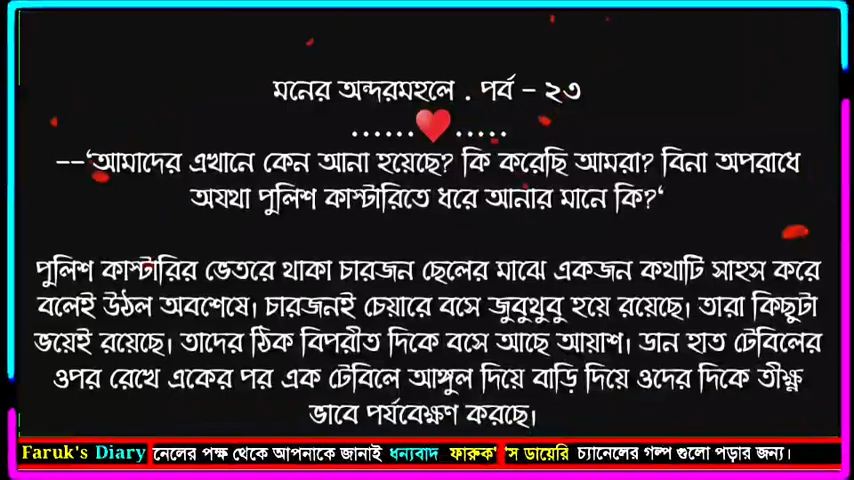 মনের অন্দরমহলে . পর্ব - ২৩
......❤️.....
--‘আমাদের এখানে কেন আনা হয়েছে? কি করেছি আমরা? বিনা অপরাধে
অযথা পুলিশ কাস্টারিতে ধরে আনার মানে কি?‘
পুলিশ কাস্টারির ভেতরে থাকা চারজন ছেলের মাঝে একজন কথাটি সাহস করে
বলেই উঠল অবশেষে। চারজনই চেয়ারে বসে জুবুথুবু হয়ে রয়েছে। তারা কিছুটা
ভয়েই রয়েছে। তাদের ঠিক বিপরীত দিকে বসে আছে আয়াশ। ডান হাত টেবিলের
ওপর রেখে একের পর এক টেবিলে আঙ্গুল দিয়ে বাড়ি দিয়ে ওদের দিকে তীক্ষ্ণ
ভাবে পর্যবেক্ষণ করছে।
Faruk's Diary নেলের পক্ষ থেকে আপনাকে জানাই ধন্যবাদ ফারুক'স ডায়েরি চ্যানেলের গল্প গুলো পড়ার জন্য।